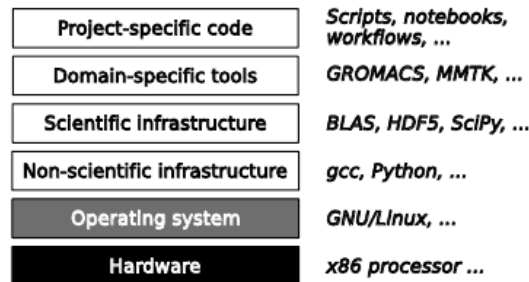 Project-specific code
Scripts, notebooks,
workflows, ...
Domain-specific tools
GROMACS, MMTK, ...
Scientific infrastructure
BLAS, HDF5, SciPy, ...
Non-scientific infrastructure
gcc, Python, ...
Operating system
GNU/Linux, ...
Hardware
x86 processor ...